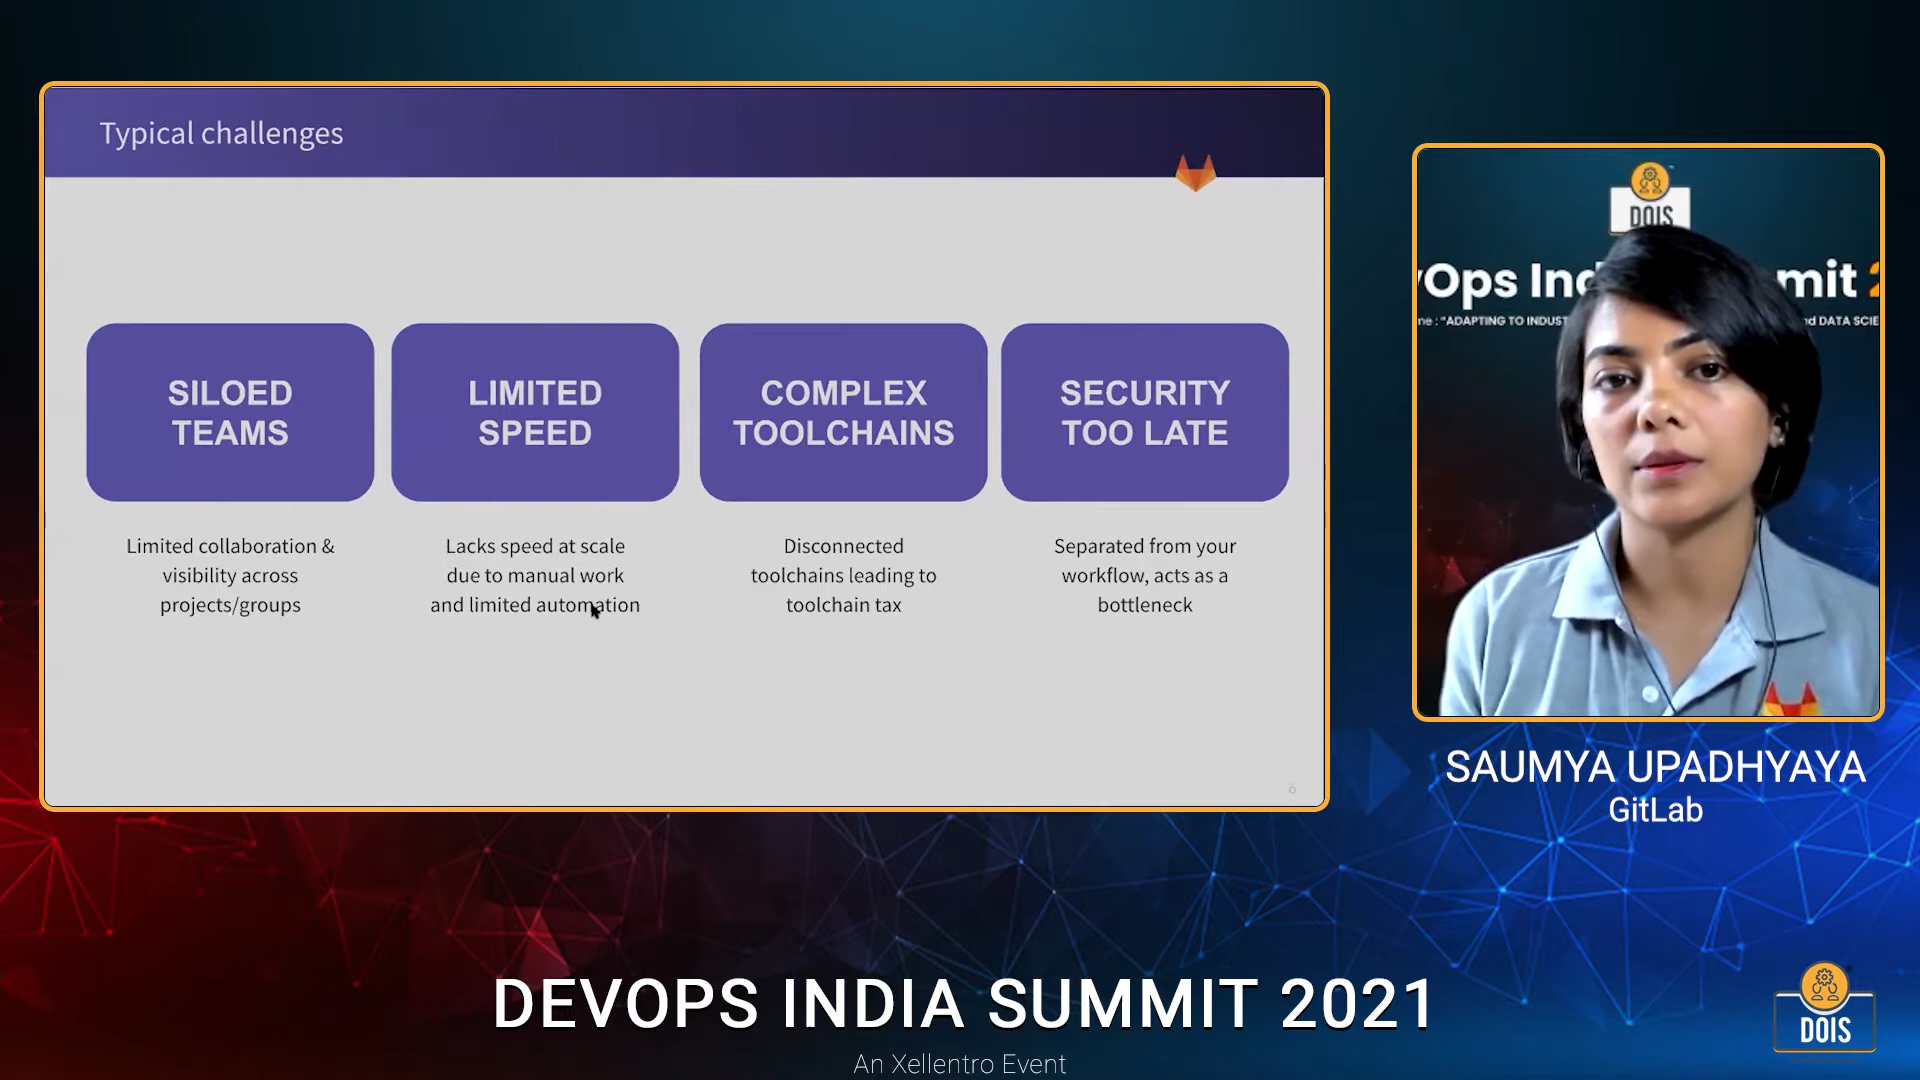 Typical challenges
SILOED
TEAMS
LIMITED
SPEED
COMPLEX
TOOLCHAINS
SECURITY
TOO LATE
Limited collaboration &
visibility across
projects/groups
Lacks speed at scale
due to manual work
and limited automation
Disconnected
toolchains leading to
toolchain tax
Separated from your
workflow, acts as a
bottleneck
DOIS
Ops Ind mit 2
: "ADAPTING TO INDUST d DATA SCIE
SAUMYA UPADHYAYA
GitLab
DEVOPS INDIA SUMMIT 2021
An Xellentro Event
DOIS